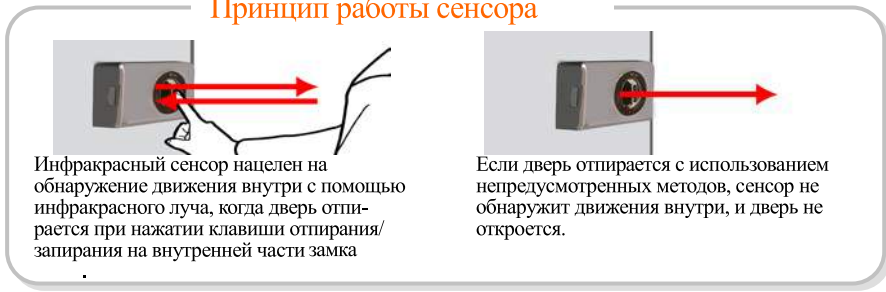 Принцип работы сенсора
Инфракрасный сенсор нацелен на
обнаружение движения внутри с помощью
инфракрасного луча, когда дверь отпи-
рается при нажатии клавиши отпирания/
запирания на внутренней части замка
.
Если дверь отпирается с использованием
непредусмотренных методов, сенсор не
обнаружит движения внутри, и дверь не
откроется.